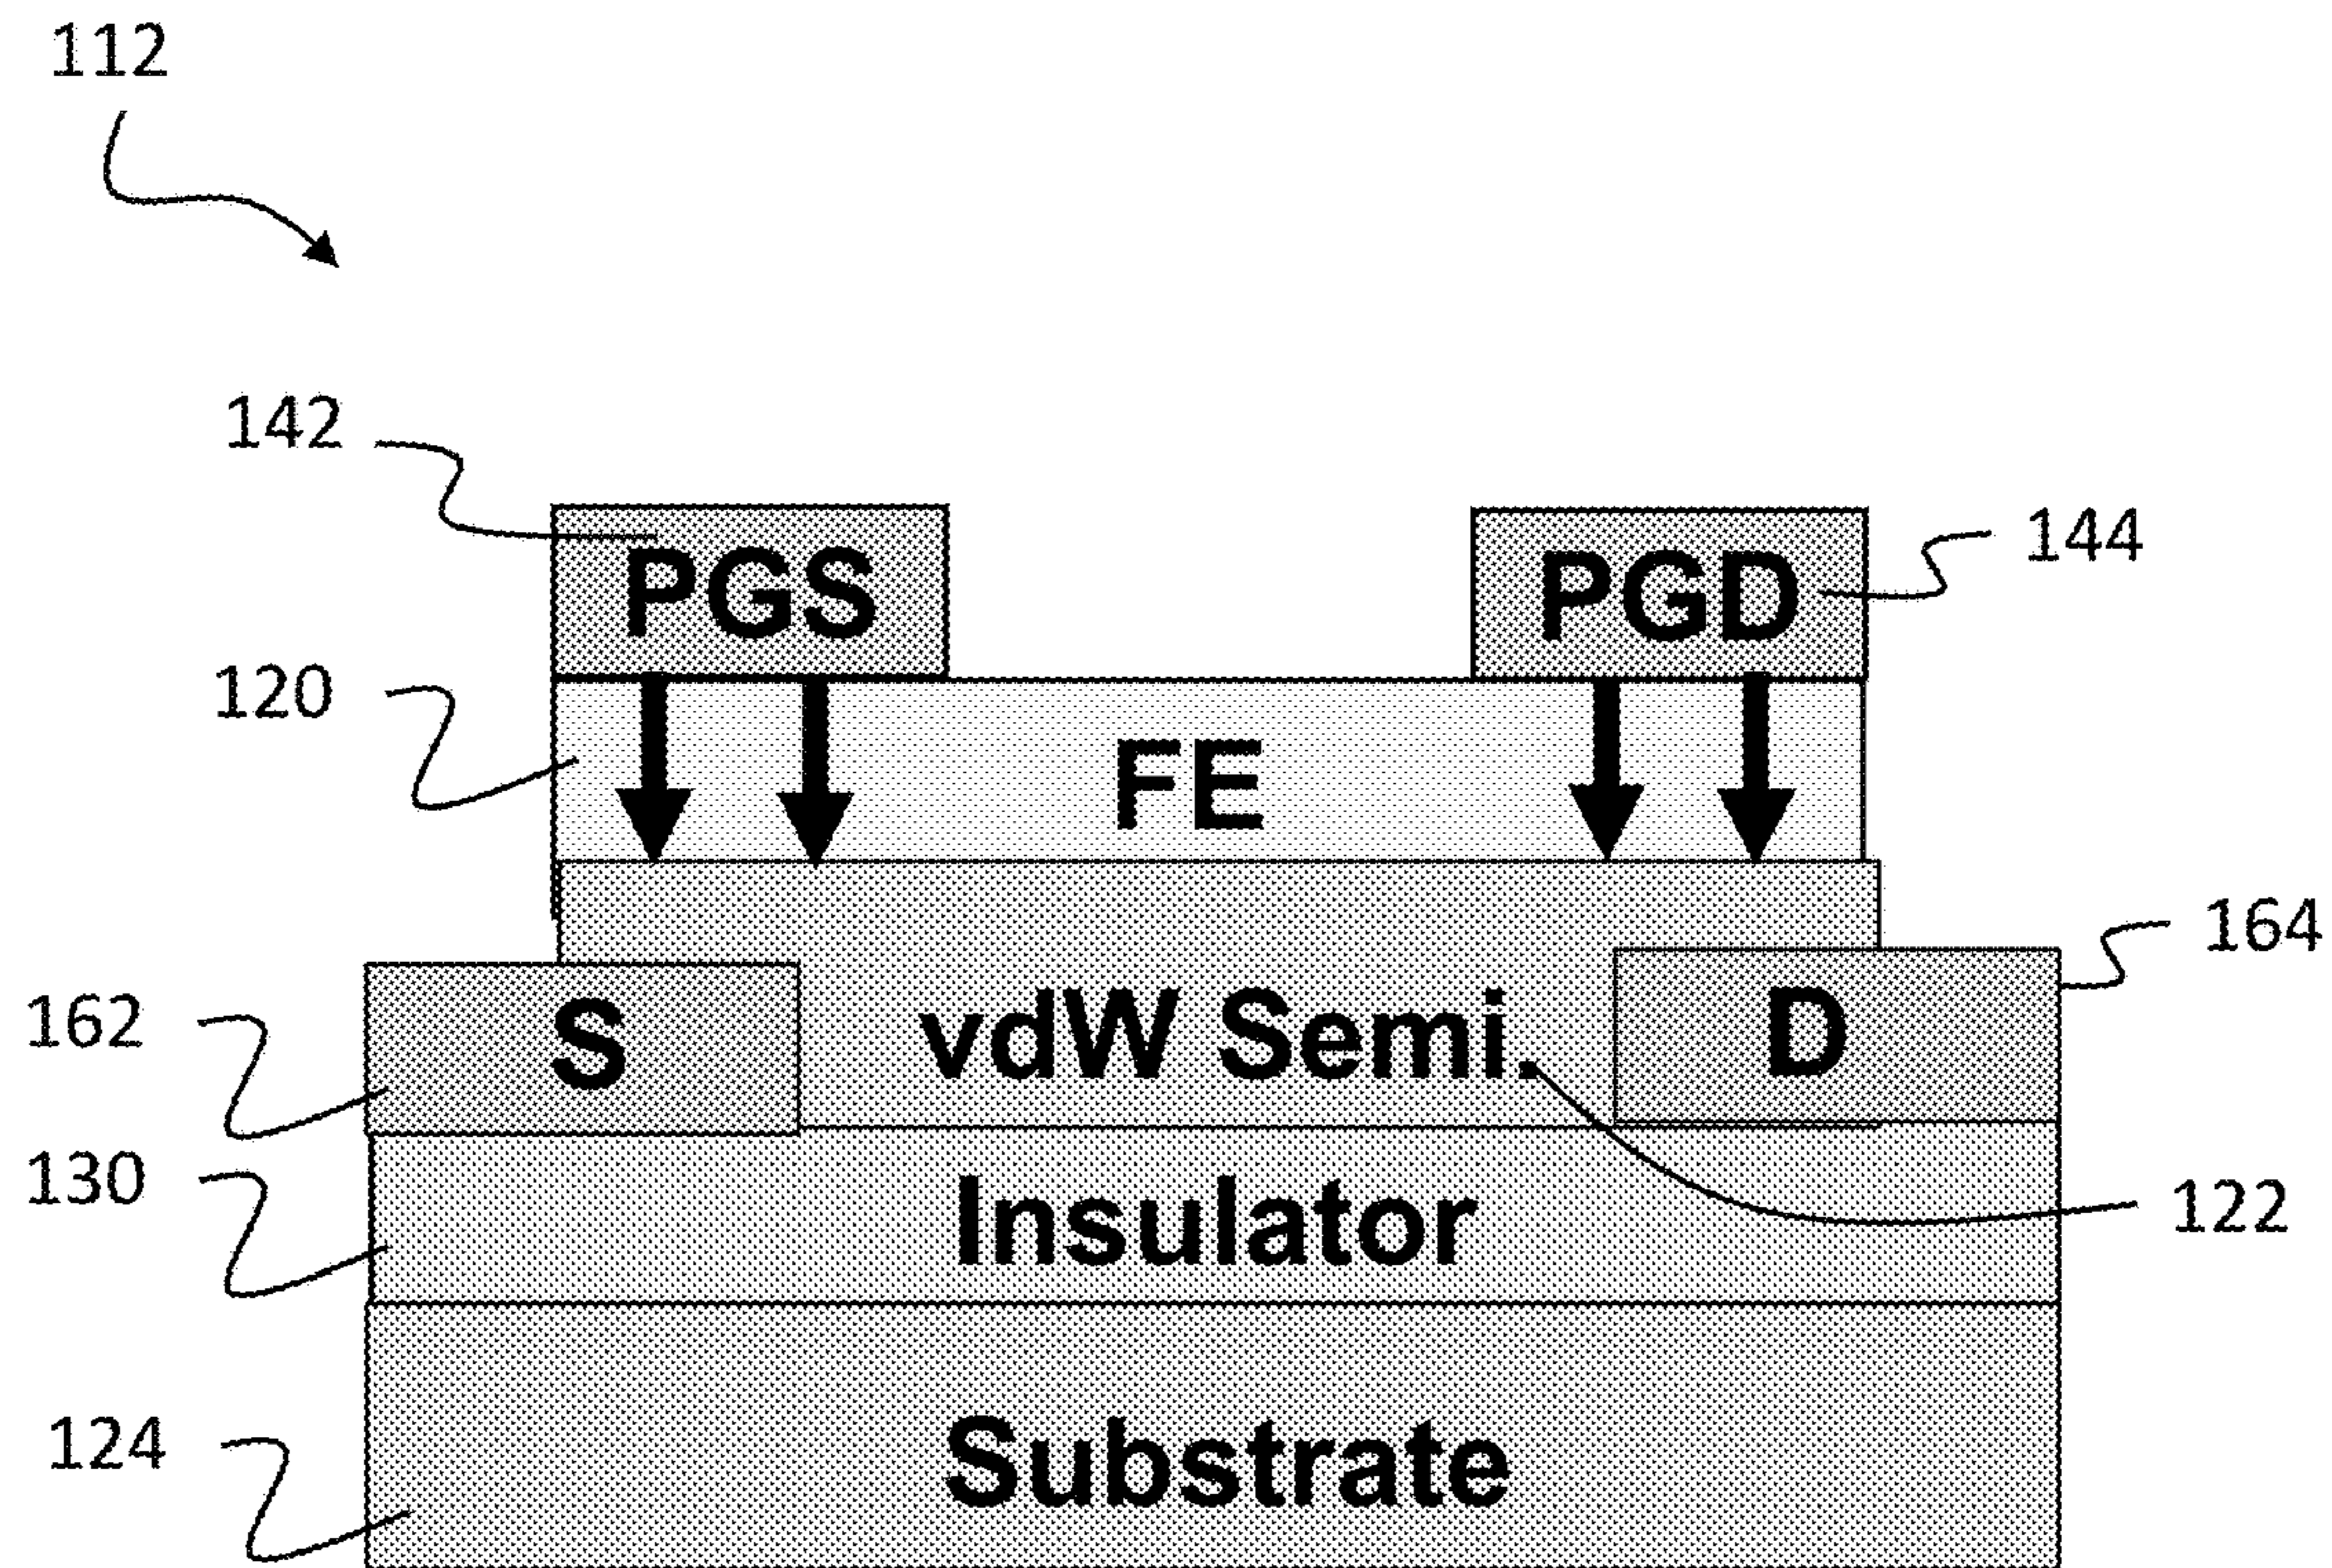 112
142
PGS
PGD
144
120
FE
164
162
S
vdW Semi.
D
130
Insulator
122
124
Substrate